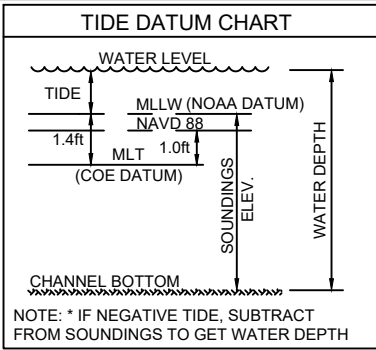 TIDE DATUM CHART
WATER LEVEL
TIDE
MLLW (NOAA DATUM)
NAVD 88
1.4ft
1.0ft
MLT
(COE DATUM)
SOUNDINGS
ELEV.
WATER DEPTH
CHANNEL BOTTOM
NOTE: * IF NEGATIVE TIDE, SUBTRACT
FROM SOUNDINGS TO GET WATER DEPTH